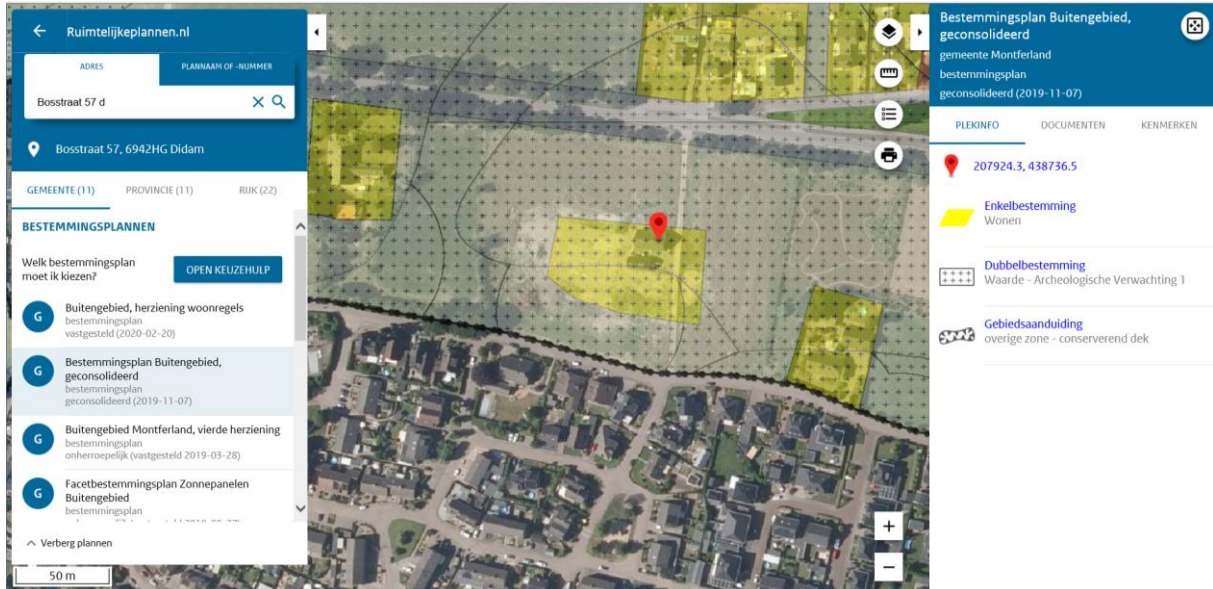 Ruimtelijkeplannen.nl
ADRES
PLANNAAM OF -NUMMER
Bosstraat 57 d
Bosstraat 57, 6942HG Didam
GEMEENTE (11)
PROVINCIE (11)
RIJK (22)
BESTEMMINGSPLANNEN
Welk bestemmingsplan
moet ik kiezen?
OPEN KEUZEHULP
G
Buitengebied, herziening woonregels
bestemmingsplan
vastgesteld (2020-02-20)
G
Bestemmingsplan Buitengebied,
geconsolideerd
bestemmingsplan
geconsolideerd (2019-11-07)
G
Buitengebied Montferland, vierde herziening
bestemmingsplan
onherroepelijk (vastgesteld 2019-03-28)
G
Facetbestemmingsplan Zonnepanelen
Buitengebied
bestemmingsplan
Verberg plannen
50 m
Bestemmingsplan Buitengebied,
geconsolideerd
gemeente Montferland
bestemmingsplan
geconsolideerd (2019-11-07)
PLEKINFO
DOCUMENTEN
KENMERKEN
207924.3, 438736.5
Enkelbestemming
Wonen
Dubbelbestemming
Waarde - Archeologische Verwachting 1
Gebiedsaanduiding
overige zone - conserverend dek